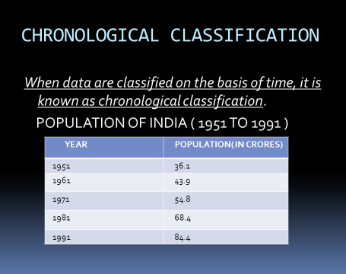 CHRONOLOGICAL CLASSIFICATION
When data are classified on the basis of time, it is
known as chronological classification.
POPULATION OF INDIA ( 1951 TO 1991 )
YEAR POPULATION(IN CRORES)
1951 36.1
1961 43.9
1971 54.8
1981 68.4
1991 84.4